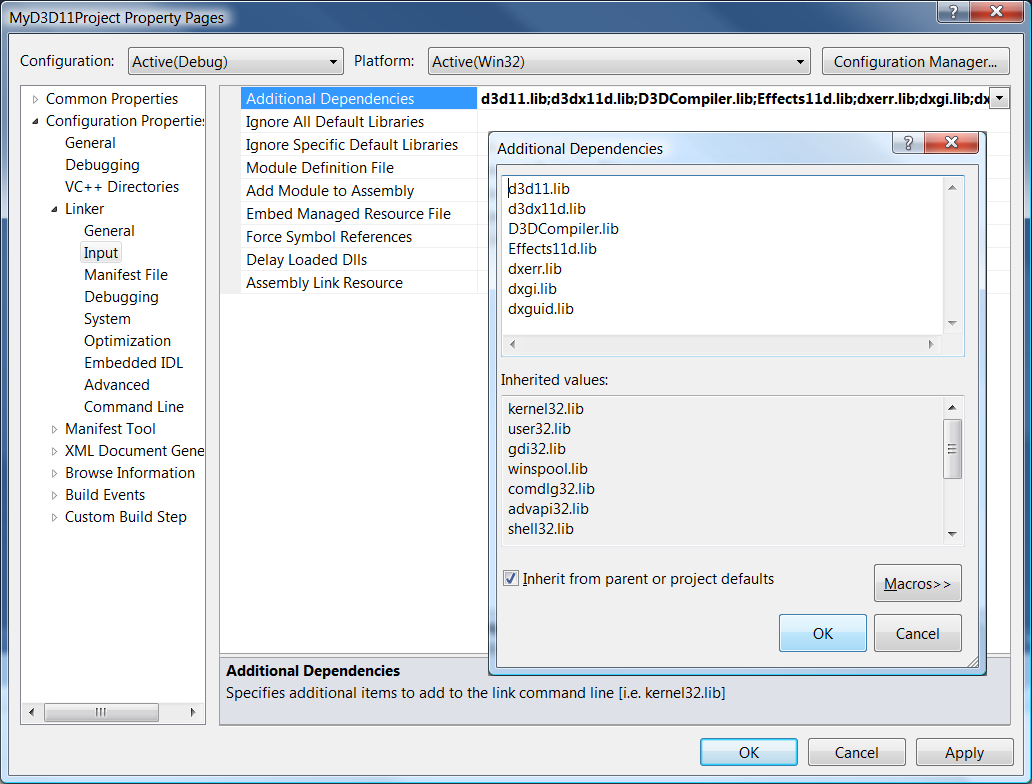 MyD3D11Project Property Pages
Configuration: Active(Debug) Platform: Active(Win32) Configuration Manager...
Common Properties
Configuration Properties
General
Debugging
VC++ Directories
Linker
General
Input
Manifest File
Debugging
System
Optimization
Embedded IDL
Advanced
Command Line
Manifest Tool
XML Document Gene
Browse Information
Build Events
Custom Build Step
Additional Dependencies d3d11.lib;d3dx11d.lib;D3DCompiler.lib;Effects11d.lib;dxerr.lib;dxgi.lib;dx
Ignore All Default Libraries
Ignore Specific Default Libraries
Module Definition File
Add Module to Assembly
Embed Managed Resource File
Force Symbol References
Delay Loaded Dlls
Assembly Link Resource
Additional Dependencies
d3d11.lib
d3dx11d.lib
D3DCompiler.lib
Effects11d.lib
dxerr.lib
dxgi.lib
dxguid.lib
Inherited values:
kernel32.lib
user32.lib
gdi32.lib
winspool.lib
comdlg32.lib
advapi32.lib
shell32.lib
Inherit from parent or project defaults
Macros>>
OK Cancel
Additional Dependencies
Specifies additional items to add to the link command line [i.e. kernel32.lib]
OK Cancel Apply